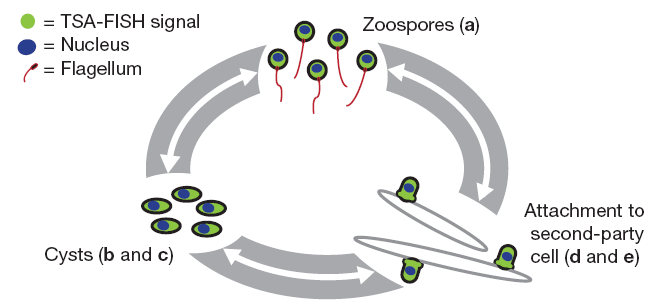 = TSA-FISH signal
= Nucleus
= Flagellum
Zoospores (a)
Attachment to
second-party
cell (d and e)
Cysts (b and c)